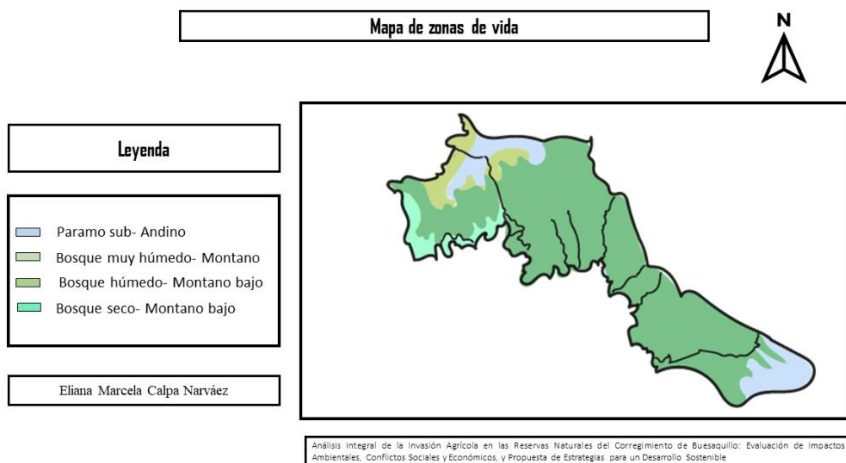 Mapa de zonas de vida
N
Leyenda
Paramo sub- Andino
Bosque muy húmedo- Montano
Bosque húmedo- Montano bajo
Bosque seco- Montano bajo
Eliana Marcela Calpa Narváez
Análisis Integral de la Invasión Agrícola en las Reservas Naturales del Corregimiento de Buesaquillo: Evaluación de Impactos
Ambientales, Conflictos Sociales y Económicos, y Propuesta de Estrategias para un Desarrollo Sostenible